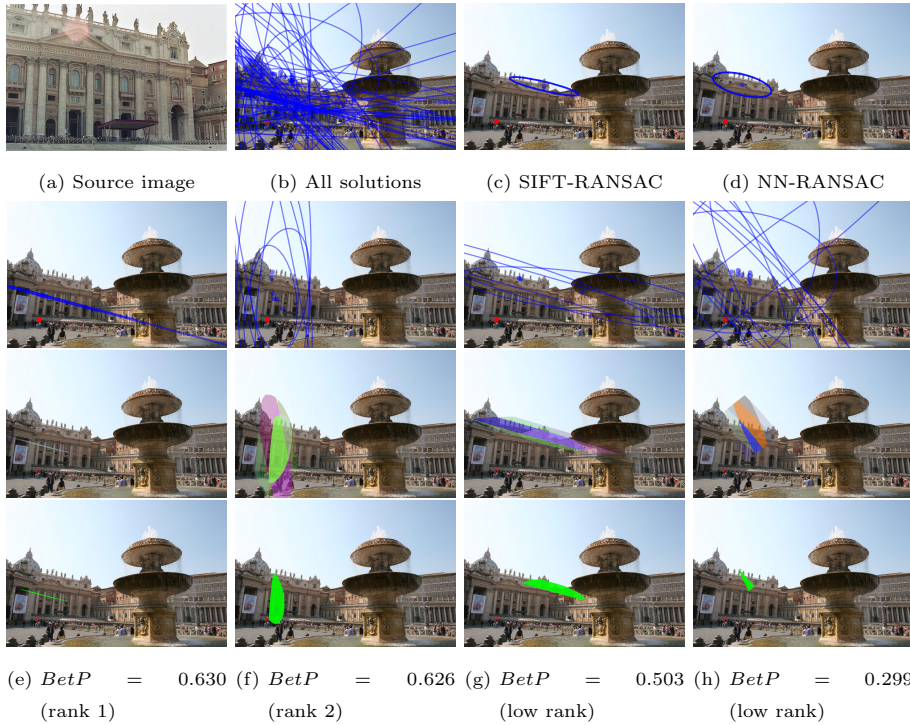 (a) Source image (b) All solutions (c) SIFT-RANSAC (d) NN-RANSAC
(e) BetP = 0.630 (f) BetP = 0.626 (g) BetP = 0.503 (h) BetP = 0.299
(rank 1) (rank 2) (low rank) (low rank)